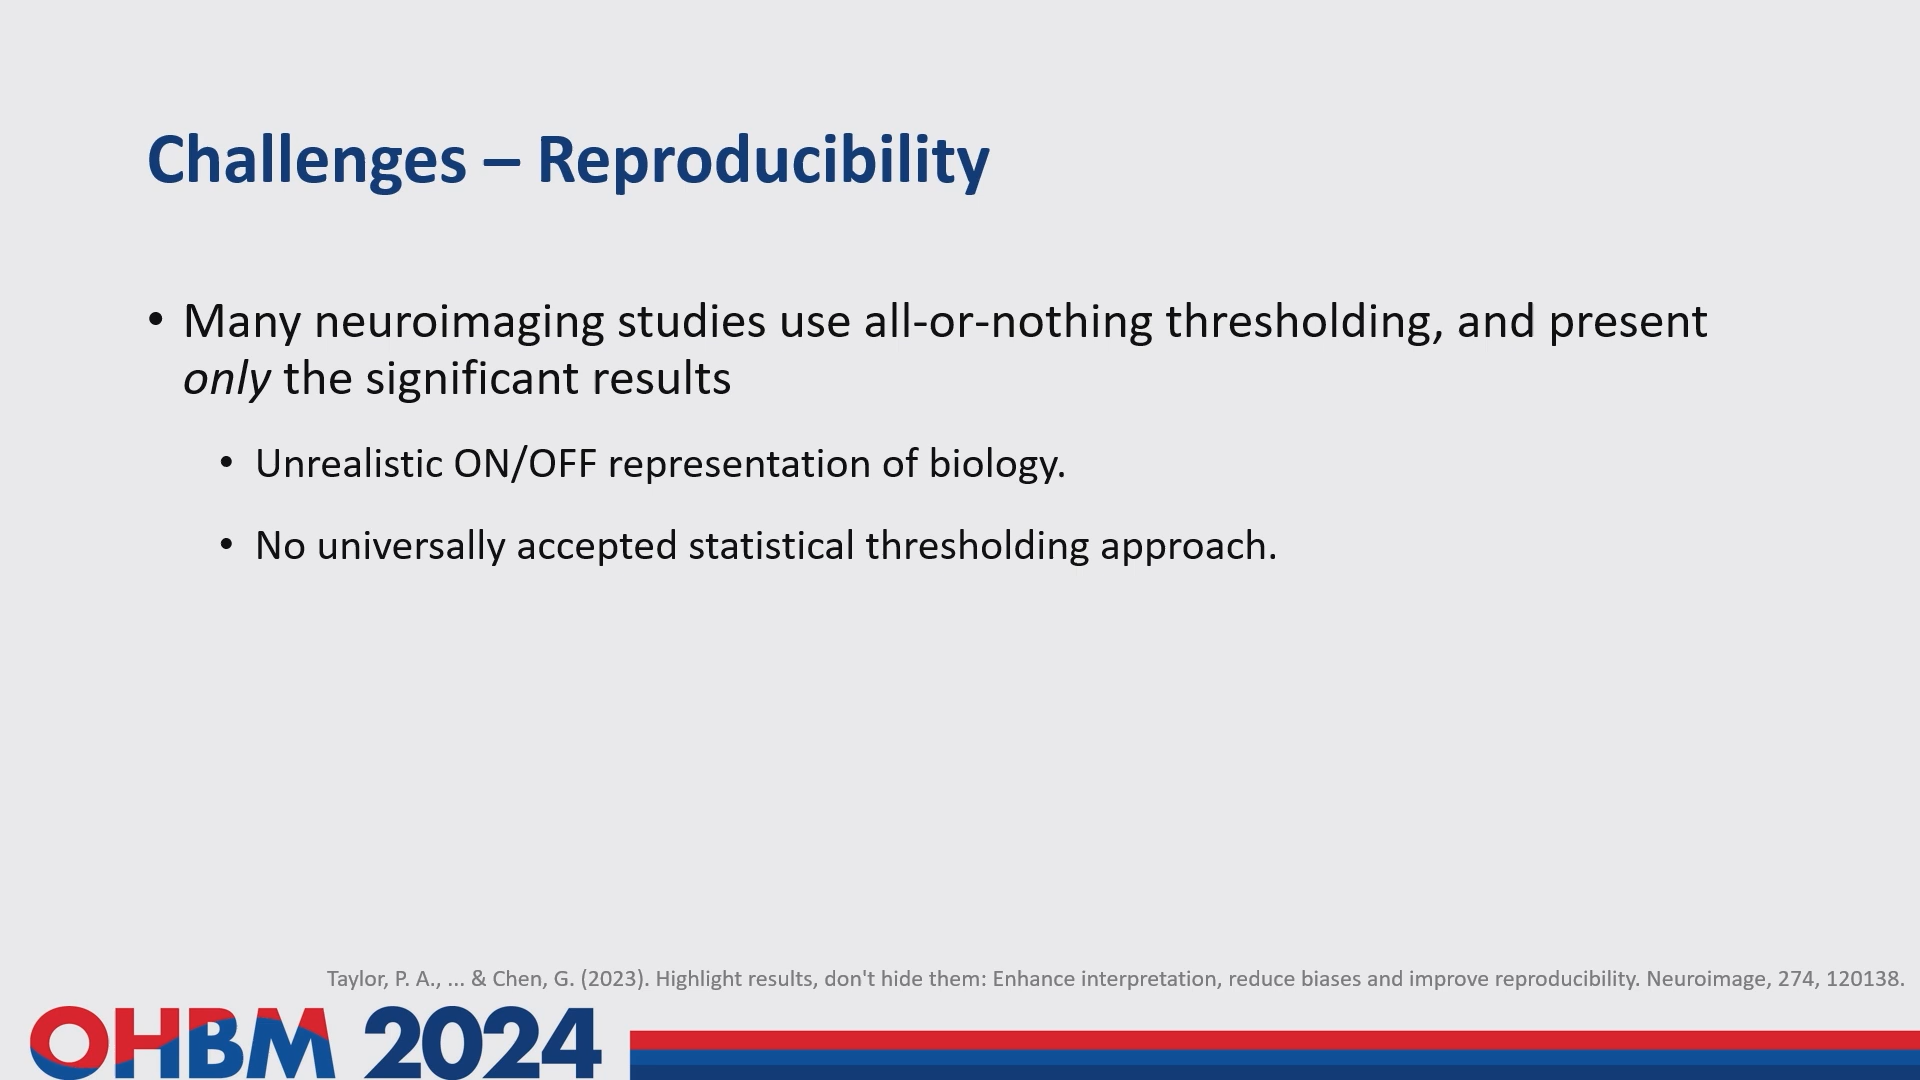 Challenges – Reproducibility
• Many neuroimaging studies use all-or-nothing thresholding, and present
only the significant results
• Unrealistic ON/OFF representation of biology.
• No universally accepted statistical thresholding approach.
Taylor, P. A., ... & Chen, G. (2023). Highlight results, don't hide them: Enhance interpretation, reduce biases and improve reproducibility. Neuroimage, 274, 120138.
OHBM 2024